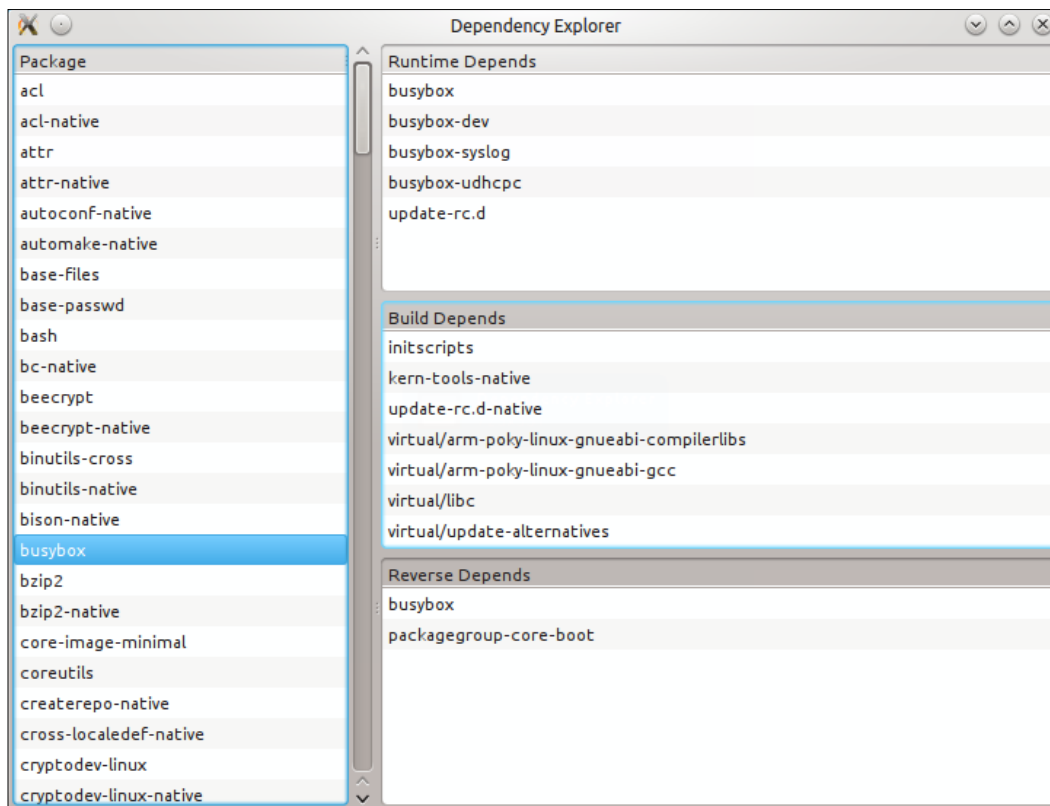 Dependency Explorer
Package
acl
acl-native
attr
attr-native
autoconf-native
automake-native
base-files
base-passwd
bash
bc-native
beecrypt
beecrypt-native
binutils-cross
binutils-native
bison-native
busybox
bzip2
bzip2-native
core-image-minimal
coreutils
createrepo-native
cross-localedef-native
cryptodev-linux
cryptodev-linux-native
Runtime Depends
busybox
busybox-dev
busybox-syslog
busybox-udhcpc
update-rc.d
Build Depends
initscripts
kern-tools-native
update-rc.d-native
virtual/arm-poky-linux-gnueabi-compilerlibs
virtual/arm-poky-linux-gnueabi-gcc
virtual/libc
virtual/update-alternatives
Reverse Depends
busybox
packagegroup-core-boot